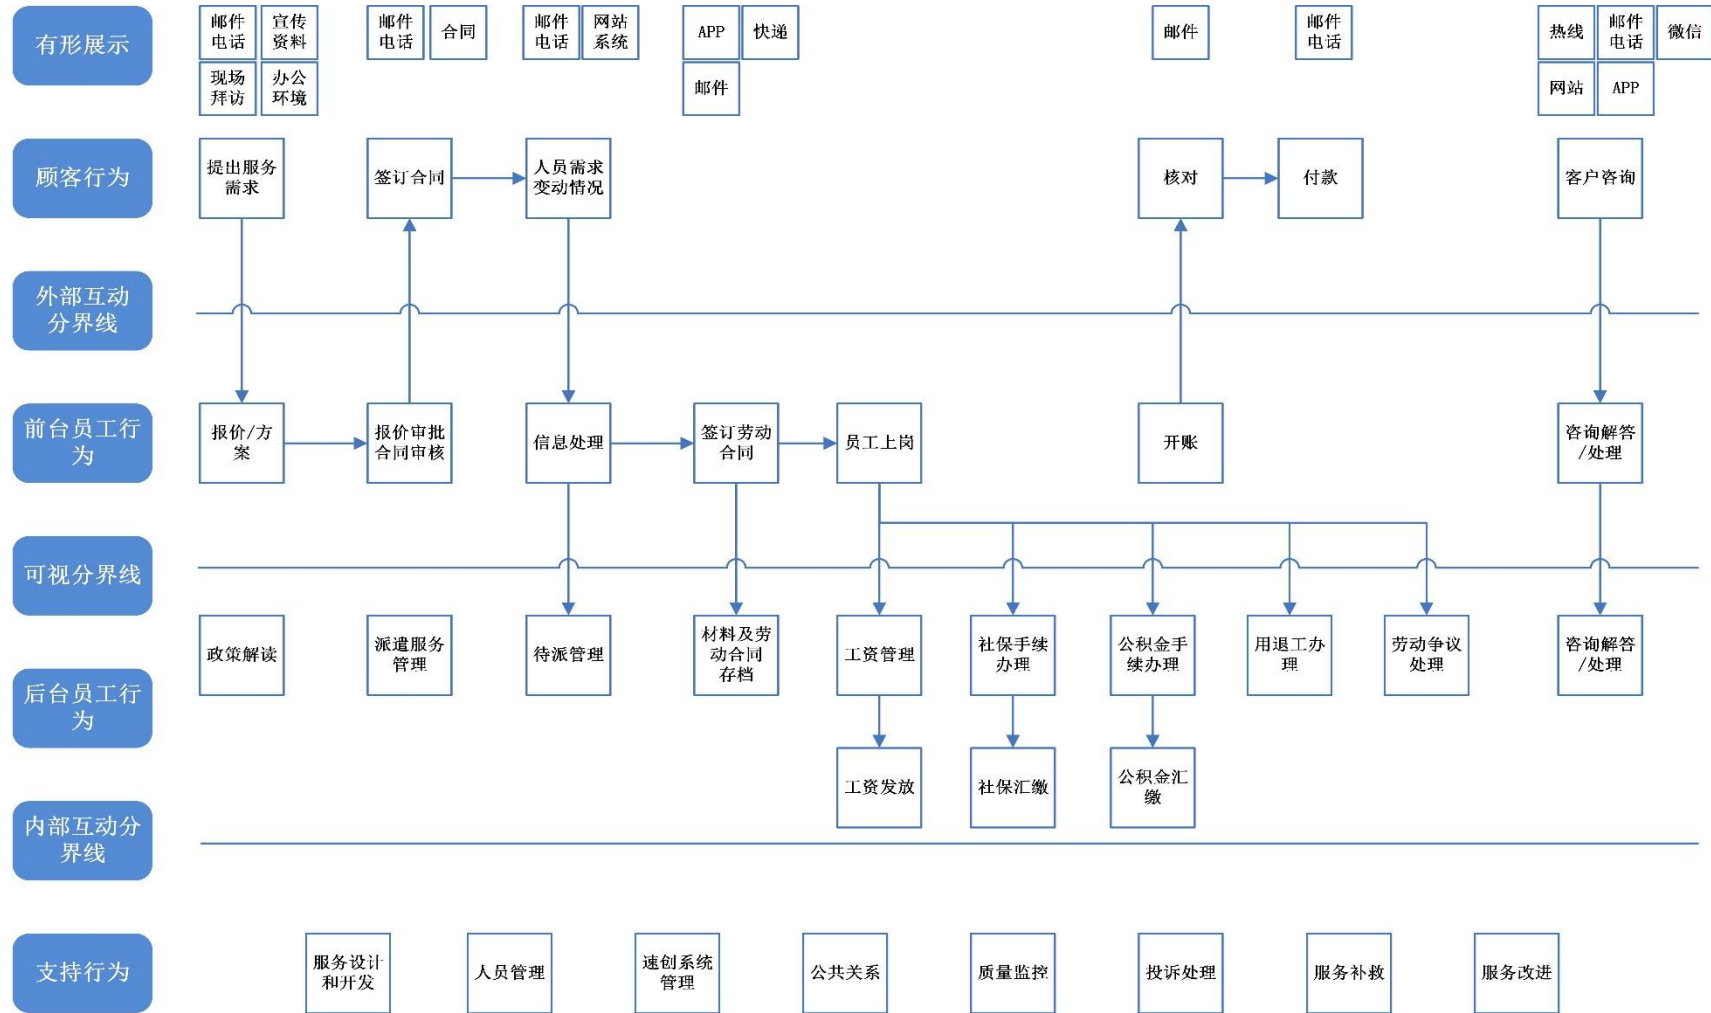 有形展示
邮件
电话
宣传
资料
现场
拜访
办公
环境
邮件
电话
合同
邮件
电话
网站
系统
APP
快递
邮件
邮件
邮件
电话
热线
邮件
电话
微信
网站
APP
顾客行为
提出服务
需求
签订合同
人员需求
变动情况
核对
付款
客户咨询
外部互动
分界线
前台员工行
为
报价/方
案
报价审批
合同审核
信息处理
签订劳动
合同
员工上岗
开账
咨询解答
/处理
可视分界线
后台员工行
为
政策解读
派遣服务
管理
待派管理
材料及劳
动合同
存档
工资管理
社保手续
办理
公积金手
续办理
用退工办
理
劳动争议
处理
咨询解答
/处理
工资发放
社保汇缴
公积金汇
缴
内部互动分
界线
支持行为
服务设计
和开发
人员管理
速创系统
管理
公共关系
质量监控
投诉处理
服务补救
服务改进